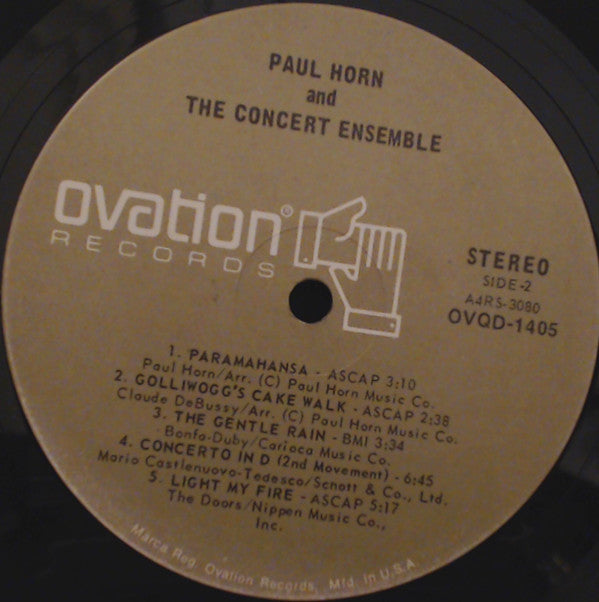 PAUL HORN
and
THE CONCERT ENSEMBLE
ovation®
RECORDS
STEREO
SIDE-2
A4RS-3080
OVQD-1405
1. PARAMAHANSA - ASCAP 3:10
Paul Horn/Arr. (C) Paul Horn Music Co.
2. GOLLIWOGG'S CAKE WALK - ASCAP 2:38
Claude DeBussy/Arr. (C) Paul Horn Music Co.
3. THE GENTLE RAIN - BMI 3:34
Bonfa-Duby/Carioca Music Co.
4. CONCERTO IN D (2nd Movement) - 6:45
Mario Castlenuovo-Tedesco/Schott & Co., Ltd.
5. LIGHT MY FIRE - ASCAP 5:17
The Doors/Nippen Music Co.,
Inc.
Marca Reg. Ovation Records, Mfd. In U.S.A.